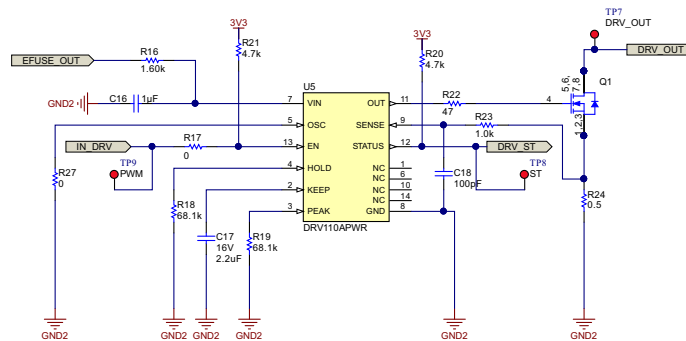 TP7
DRV_OUT
3V3
3V3
DRV_OUT
R16
1.60k
EFUSE_OUT
R21
4.7k
R20
4.7k
U5
5,6,
7,8
Q1
GND2
C16
1µF
7
VIN
OUT
11
R22
47
4
5
OSC
SENSE
9
R23
1.0k
1,2,3
IN_DRV
R17
0
13
EN
STATUS
12
DRV_ST
TP9
PWM
4
HOLD
NC
1
TP8
ST
NC
6
R27
0
2
KEEP
NC
10
C18
100pF
NC
14
R24
0.5
R18
68.1k
3
PEAK
GND
8
C17
16V
2.2uF
R19
68.1k
DRV110APWR
GND2
GND2
GND2
GND2
GND2
GND2